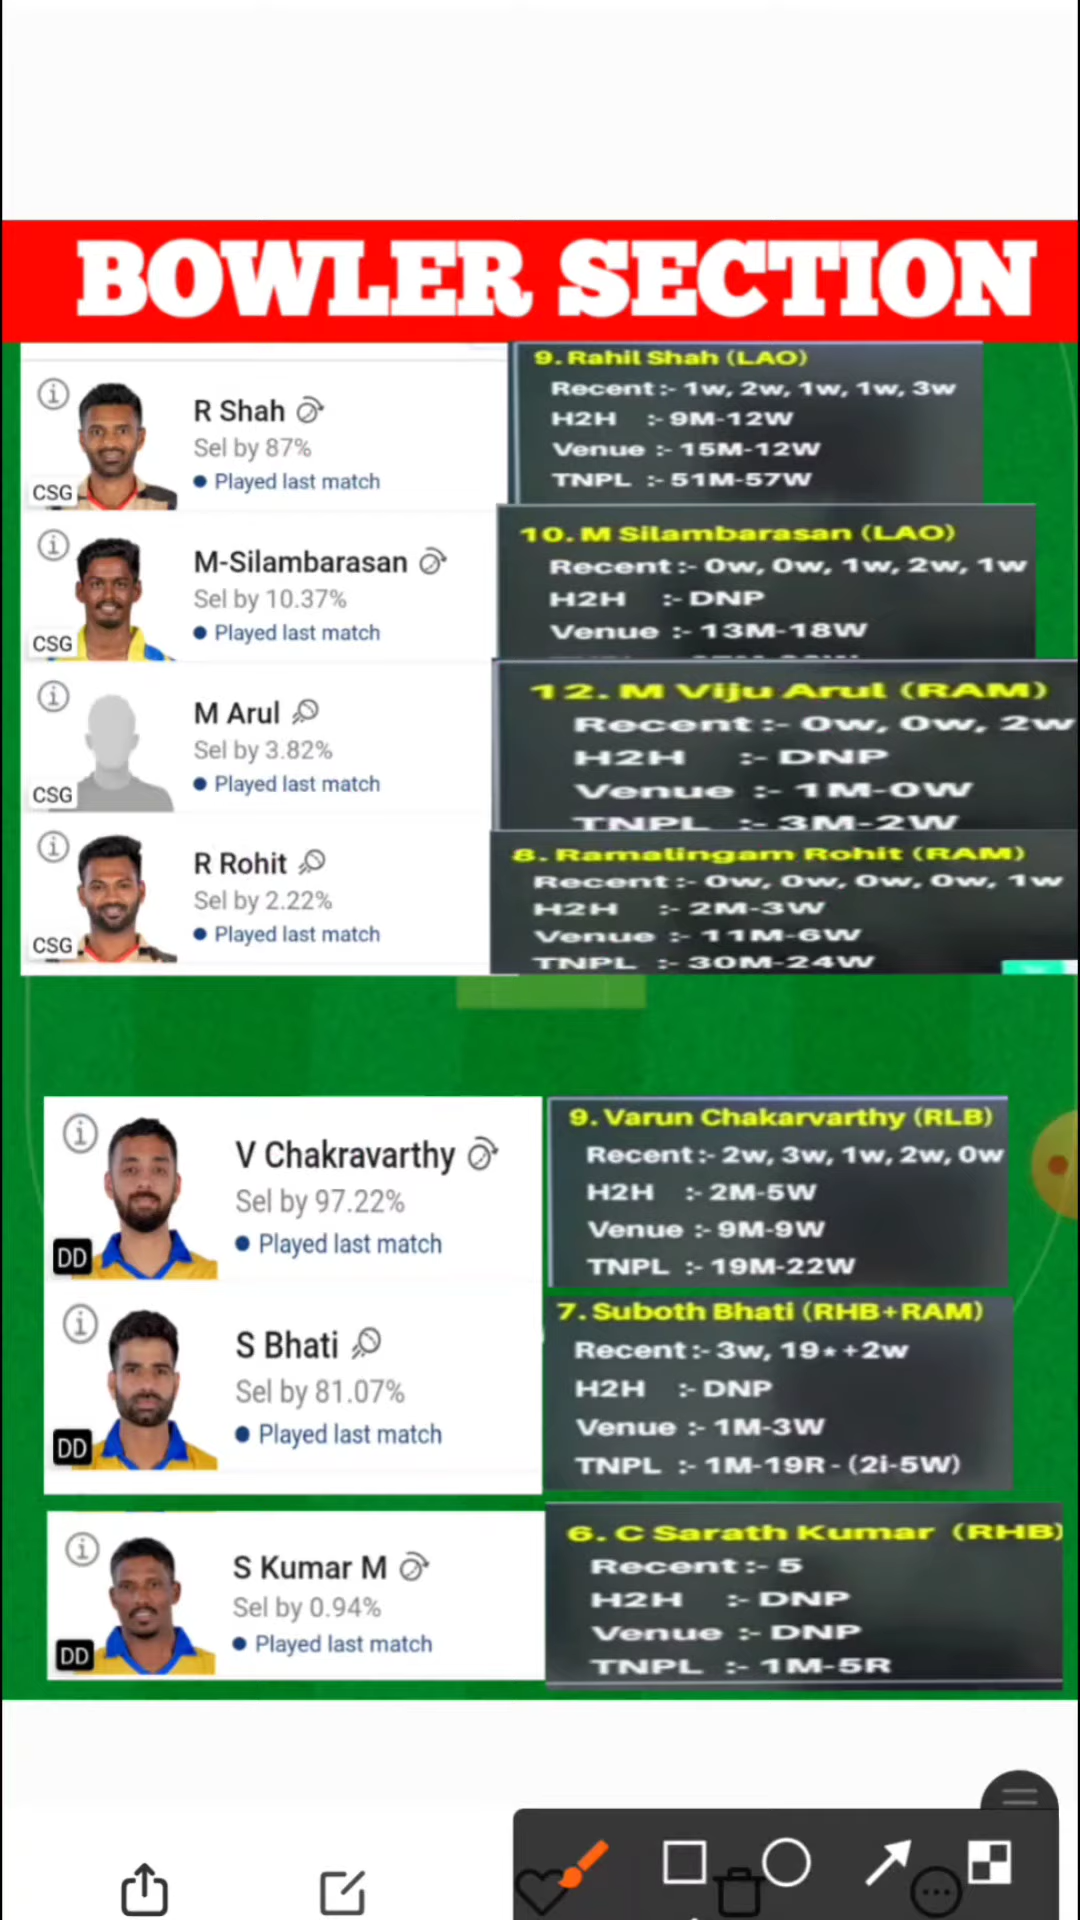 BOWLER SECTION
R Shah
Sel by 87%
Played last match
CSG
9. Rahil Shah (LAO)
Recent :- 1w, 2w, 1w, 1w, 3w
H2H :- 9M-12W
Venue :- 15M-12W
TNPL :- 51M-57W
M-Silambarasan
Sel by 10.37%
Played last match
CSG
10. M Silambarasan (LAO)
Recent :- 0w, 0w, 1w, 2w, 1w
H2H :- DNP
Venue :- 13M-18W
M Arul
Sel by 3.82%
Played last match
CSG
12. M Viju Arul (RAM)
Recent :- 0w, 0w, 2w
H2H :- DNP
Venue :- 1M-0W
TNPL :- 3M-2W
R Rohit
Sel by 2.22%
Played last match
CSG
8. Ramalingam Rohit (RAM)
Recent :- 0w, 0w, 0w, 0w, 1w
H2H :- 2M-3W
Venue :- 11M-6W
TNPL :- 30M-24W
V Chakravarthy
Sel by 97.22%
Played last match
DD
9. Varun Chakarvarthy (RLB)
Recent :- 2w, 3w, 1w, 2w, 0w
H2H :- 2M-5W
Venue :- 9M-9W
TNPL :- 19M-22W
S Bhati
Sel by 81.07%
Played last match
DD
7. Suboth Bhati (RHB+RAM)
Recent :- 3w, 19*+2w
H2H :- DNP
Venue :- 1M-3W
TNPL :- 1M-19R - (2i-5W)
S Kumar M
Sel by 0.94%
Played last match
DD
6. C Sarath Kumar (RHB)
Recent :- 5
H2H :- DNP
Venue :- DNP
TNPL :- 1M-5R